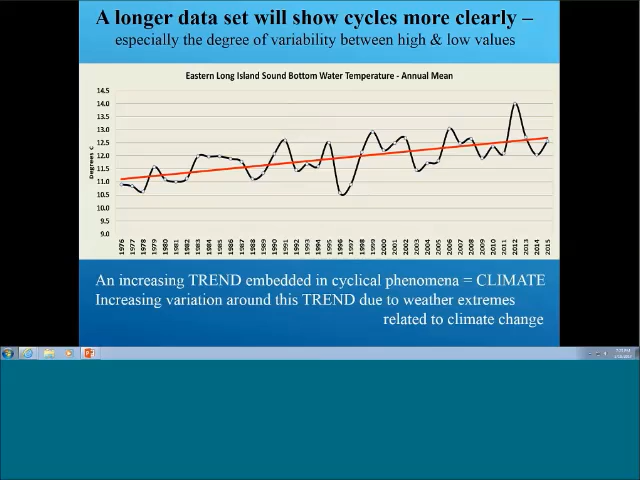 A longer data set will show cycles more clearly –
especially the degree of variability between high & low values
Eastern Long Island Sound Bottom Water Temperature - Annual Mean
14.5
14.0
13.5
13.0
12.5
12.0
11.5
11.0
10.5
10.0
9.5
9.0
Degrees C
1976 1977 1978 1979 1980 1981 1982 1983 1984 1985 1986 1987 1988 1989 1990 1991 1992 1993 1994 1995 1996 1997 1998 1999 2000 2001 2002 2003 2004 2005 2006 2007 2008 2009 2010 2011 2012 2013 2014 2015
An increasing TREND embedded in cyclical phenomena = CLIMATE
Increasing variation around this TREND due to weather extremes
related to climate change